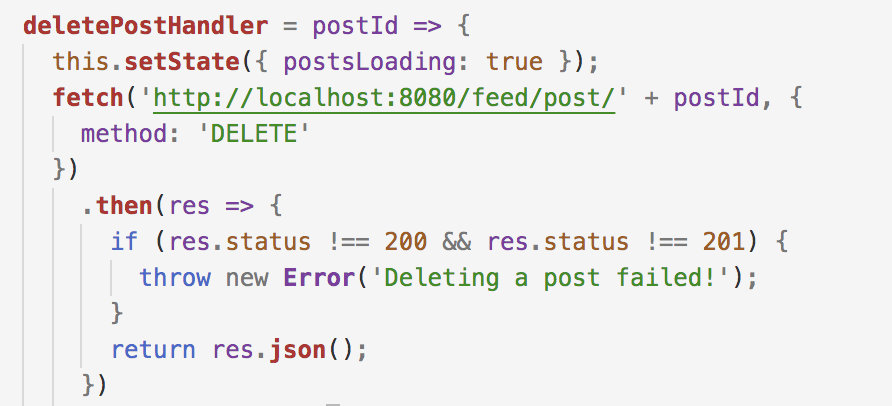 deletePostHandler = postId => {
this.setState({ postsLoading: true });
fetch('http://localhost:8080/feed/post/' + postId, {
method: 'DELETE'
})
.then(res => {
if (res.status !== 200 && res.status !== 201) {
throw new Error('Deleting a post failed!');
}
return res.json();
})